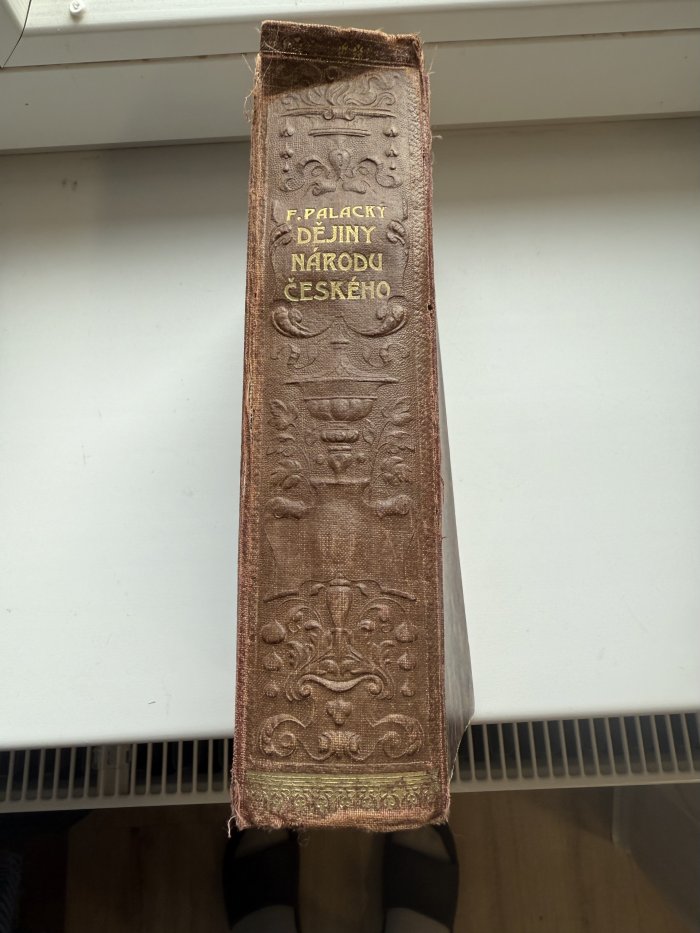 F. PALACKÝ
DĚJINY
NÁRODU
ČESKÉHO